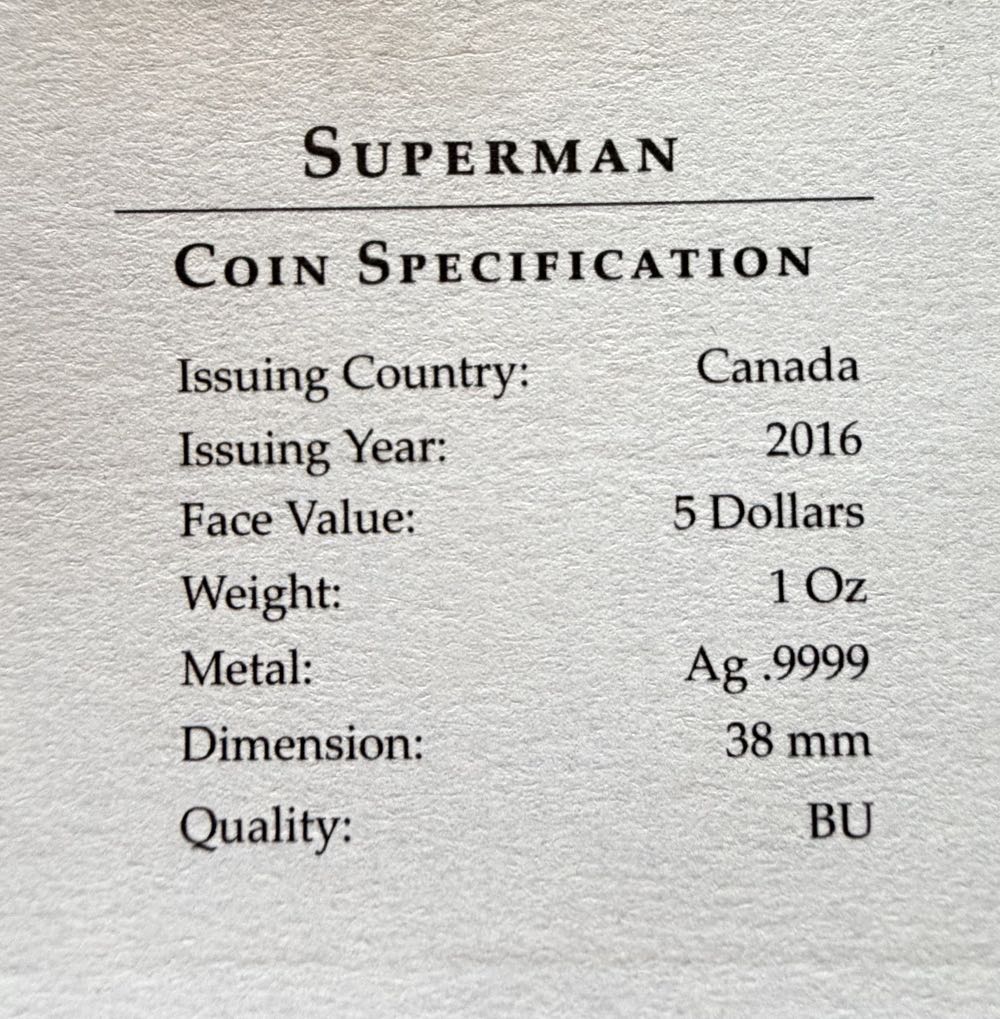 SUPERMAN
COIN SPECIFICATION
Issuing Country: Canada
Issuing Year: 2016
Face Value: 5 Dollars
Weight: 1 Oz
Metal: Ag .9999
Dimension: 38 mm
Quality: BU